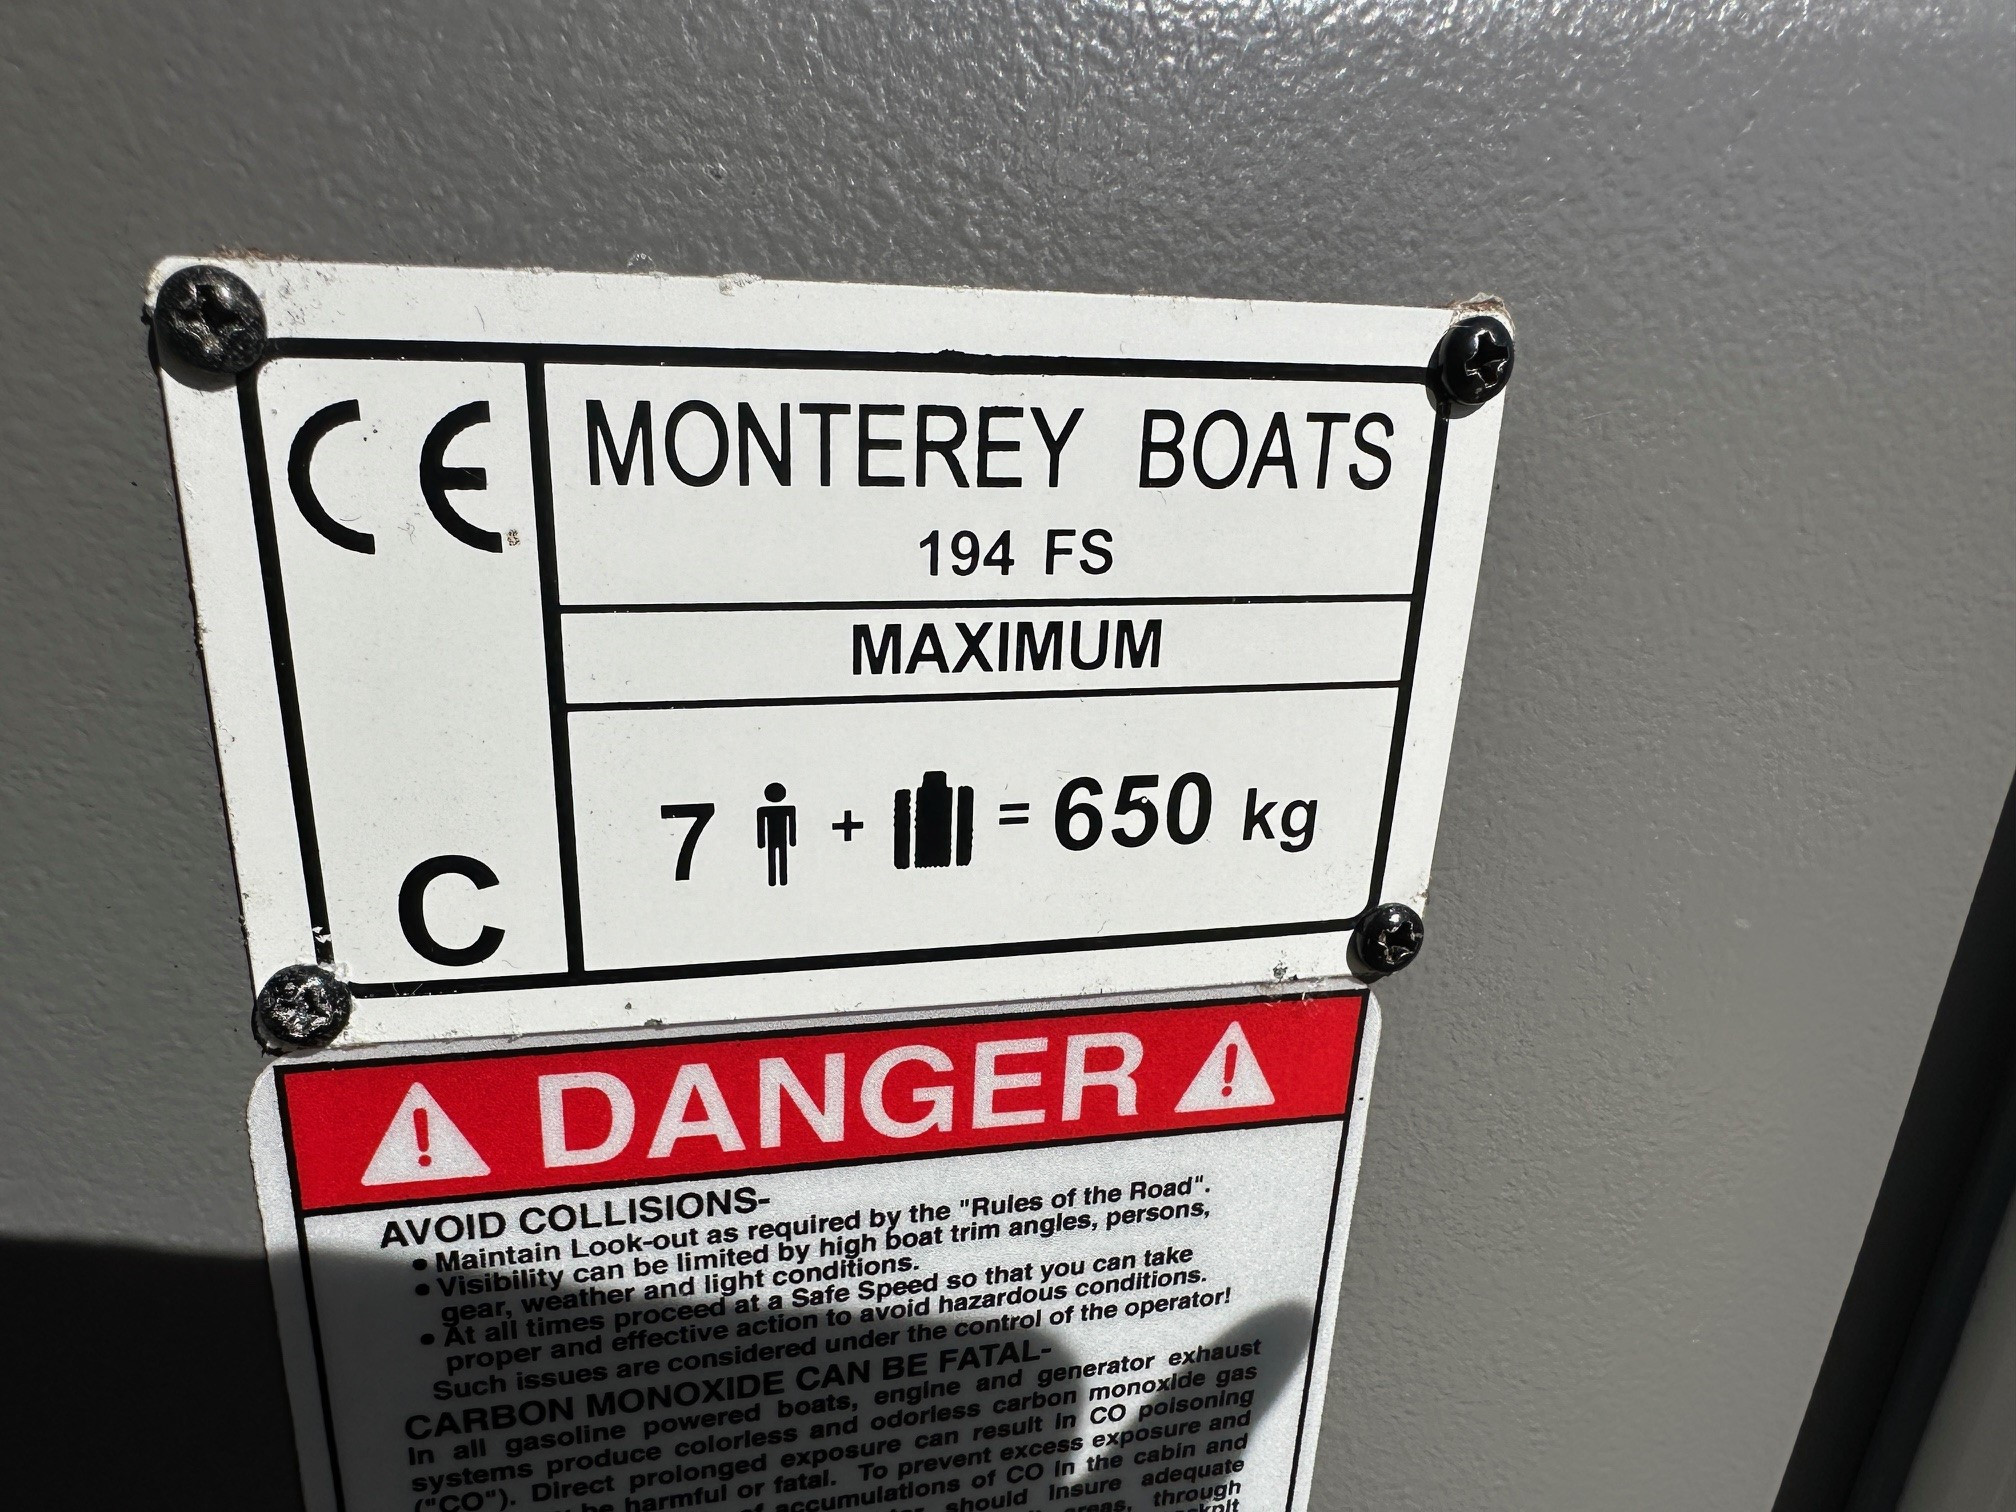 CE
MONTEREY BOATS
194 FS
MAXIMUM
7 + = 650 kg
C
DANGER
AVOID COLLISIONS-
• Maintain Look-out as required by the "Rules of the Road".
• Visibility can be limited by high boat trim angles, persons,
gear, weather and light conditions.
• At all times proceed at a Safe Speed so that you can take
proper and effective action to avoid hazardous conditions.
Such issues are considered under the control of the operator!
CARBON MONOXIDE CAN BE FATAL-
In all gasoline powered boats, engine and generator exhaust
systems produce colorless and odorless carbon monoxide gas
("CO"). Direct prolonged exposure can result in CO poisoning
be harmful or fatal. To prevent excess exposure and
accumulations of CO in the cabin and
should insure adequate
areas, through